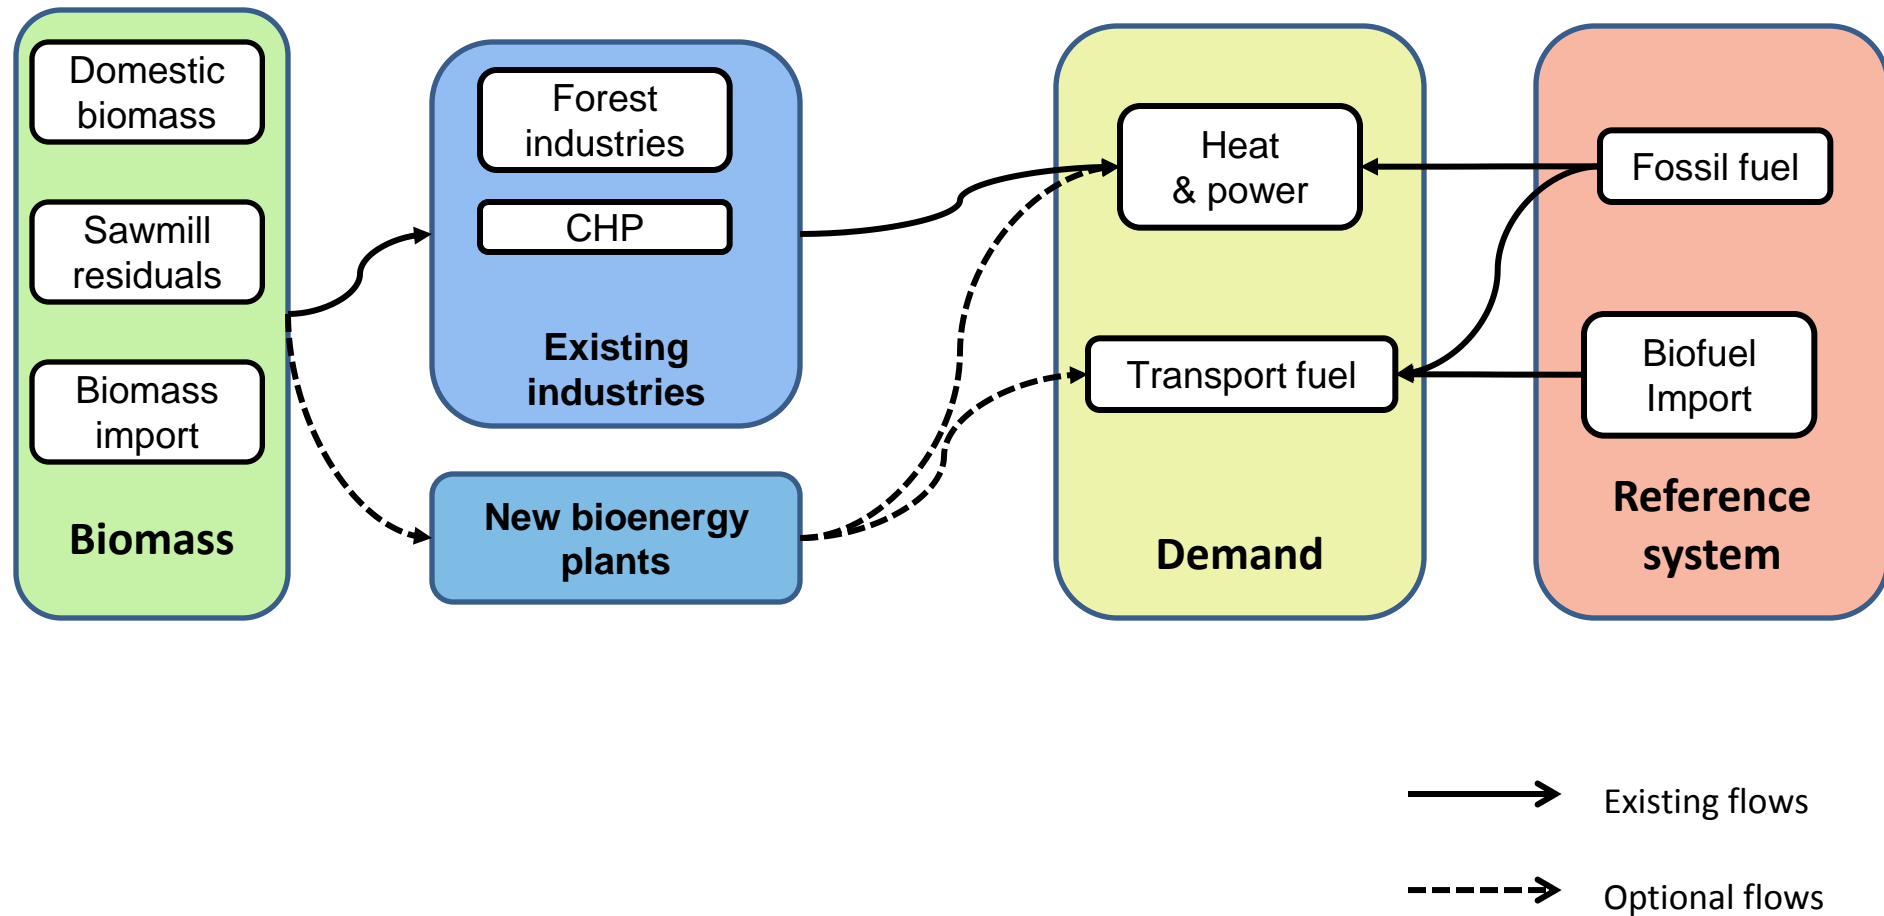 Domestic
biomass
Sawmill
residuals
Biomass
import
Biomass
Forest
industries
CHP
Existing
industries
New bioenergy
plants
Heat
& power
Transport fuel
Demand
Fossil fuel
Biofuel
Import
Reference
system
Existing flows
Optional flows